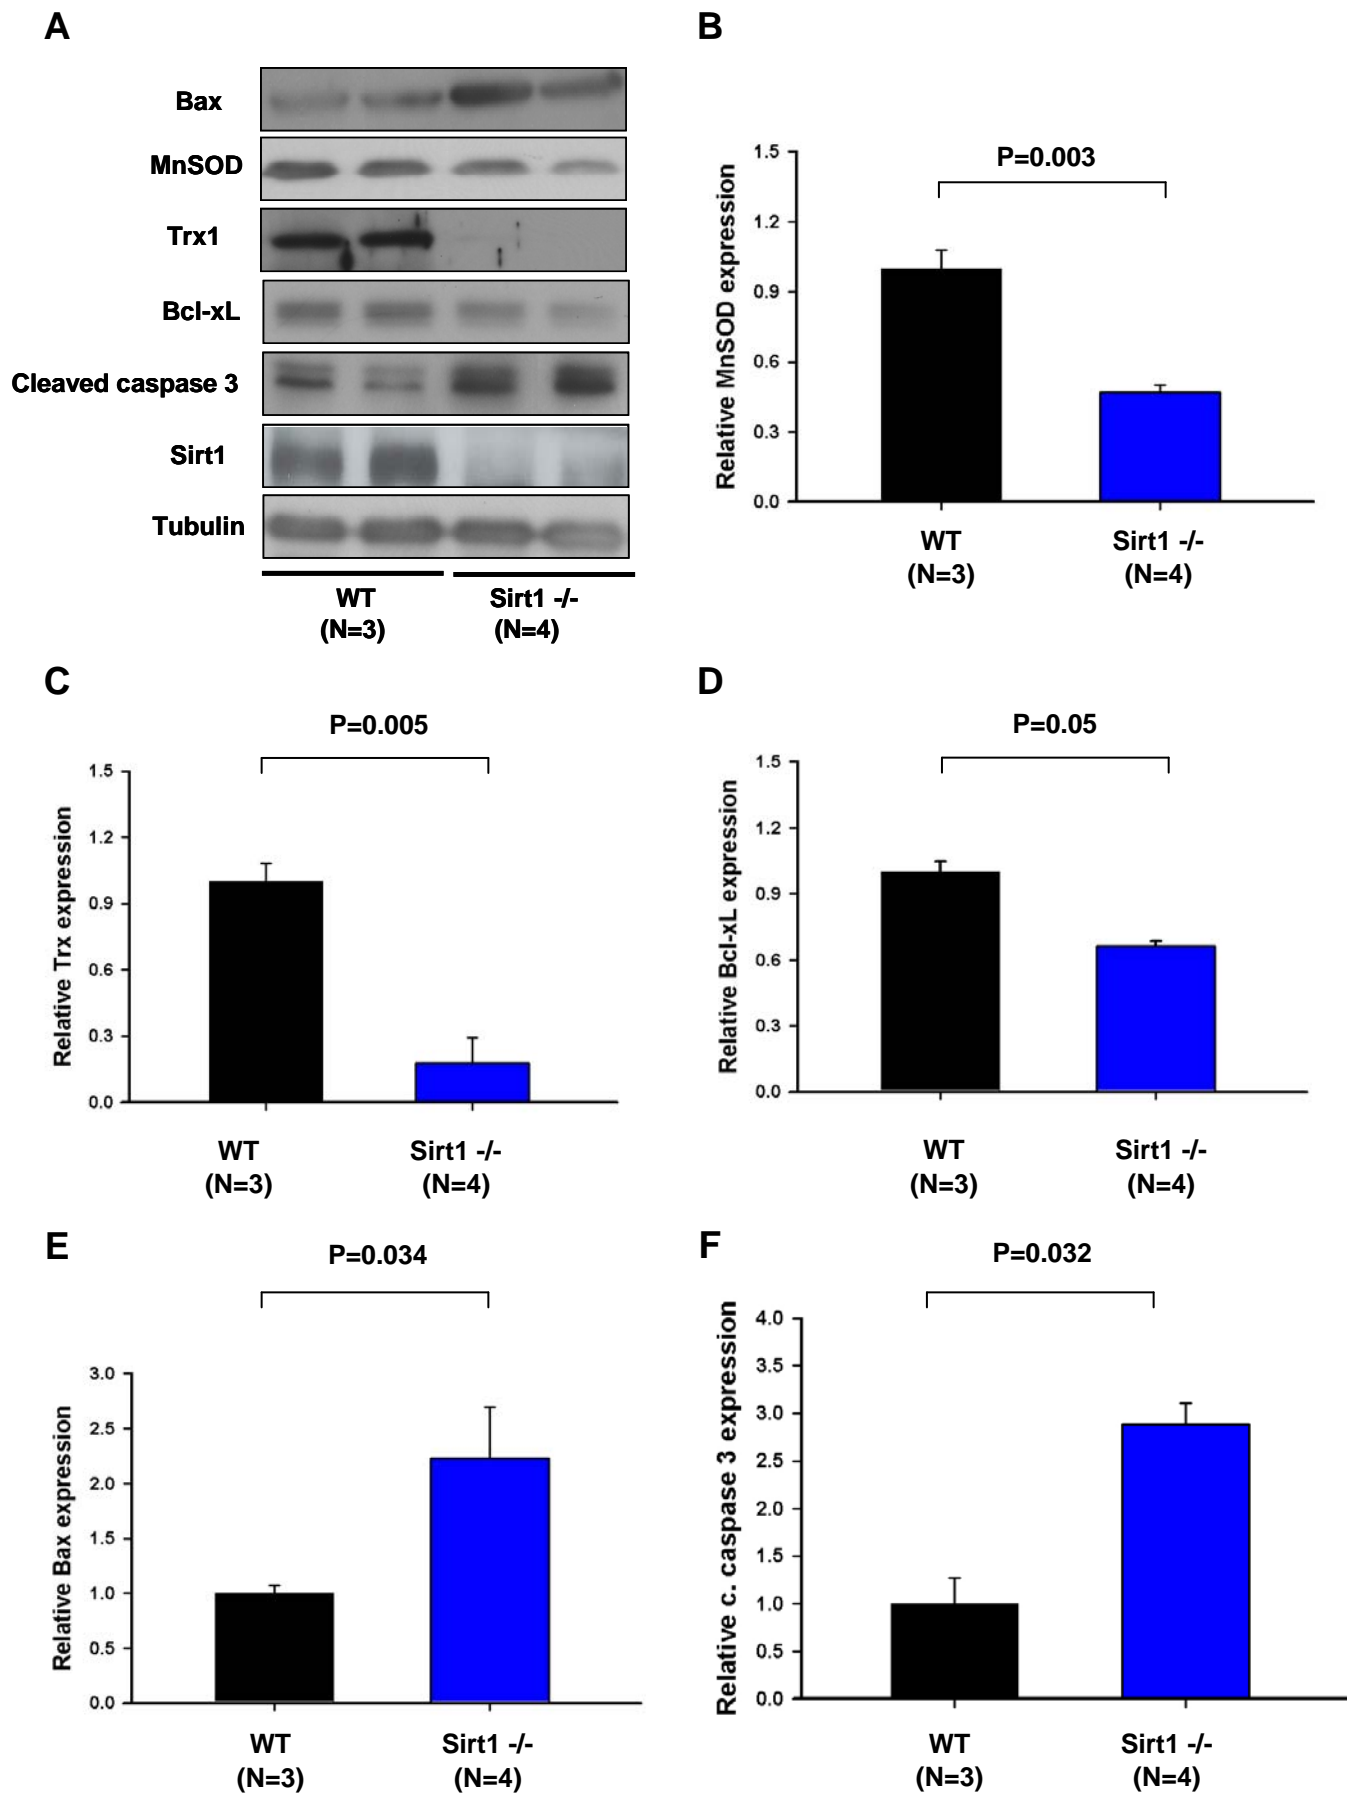 A
Bax
MnSOD
Trx1
Bcl-xL
Cleaved caspase 3
Sirt1
Tubulin
WT
(N=3)
Sirt1 -/-
(N=4)
B
P=0.003
Relative MnSOD expression
1.5
1.2
0.9
0.6
0.3
0.0
WT
(N=3)
Sirt1 -/-
(N=4)
C
P=0.005
Relative Trx expression
1.5
1.2
0.9
0.6
0.3
0.0
WT
(N=3)
Sirt1 -/-
(N=4)
D
P=0.05
Relative Bcl-xL expression
1.5
1.2
0.9
0.6
0.3
0.0
WT
(N=3)
Sirt1 -/-
(N=4)
E
P=0.034
Relative Bax expression
3.0
2.5
2.0
1.5
1.0
0.5
0.0
WT
(N=3)
Sirt1 -/-
(N=4)
F
P=0.032
Relative c. caspase 3 expression
4.0
3.5
3.0
2.5
2.0
1.5
1.0
0.5
0.0
WT
(N=3)
Sirt1 -/-
(N=4)